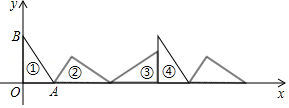 y
B
① ② ③ ④
O A x